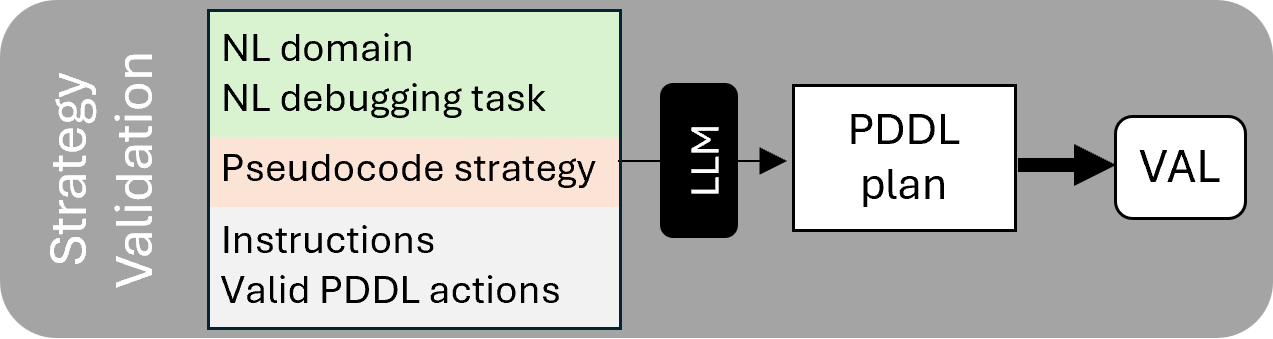 Strategy
Validation
NL domain
NL debugging task
Pseudocode strategy
Instructions
Valid PDDL actions
LLM
PDDL
plan
VAL